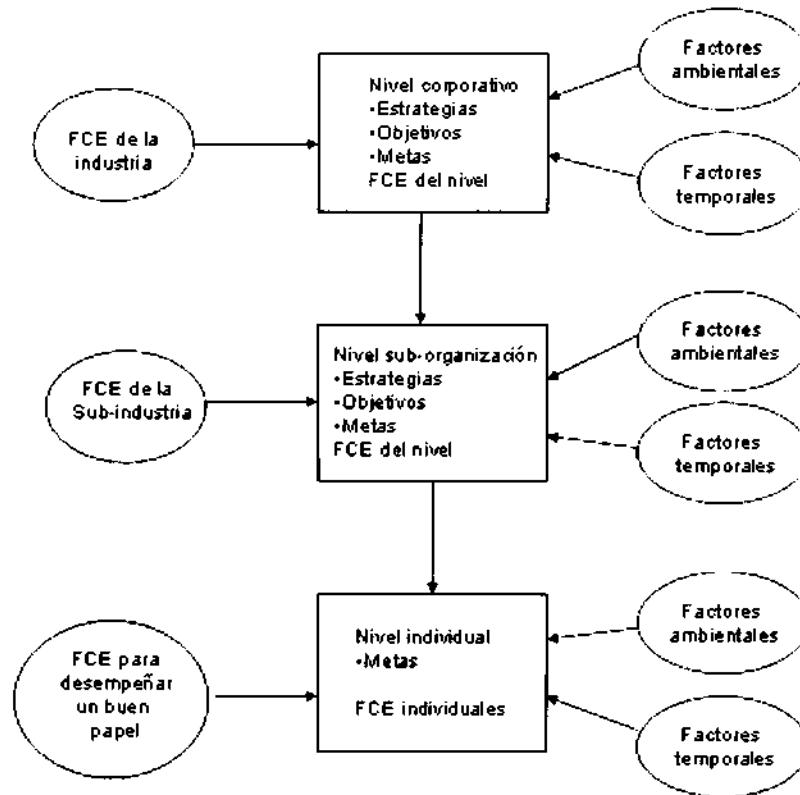 FCE de la
industria
Nivel corporativo
•Estrategias
•Objetivos
•Metas
FCE del nivel
Factores
ambientales
Factores
temporales
FCE de la
Sub-industria
Nivel sub-organización
•Estrategias
•Objetivos
•Metas
FCE del nivel
Factores
ambientales
Factores
temporales
FCE para
desempeñar
un buen
papel
Nivel individual
•Metas
FCE individuales
Factores
ambientales
Factores
temporales